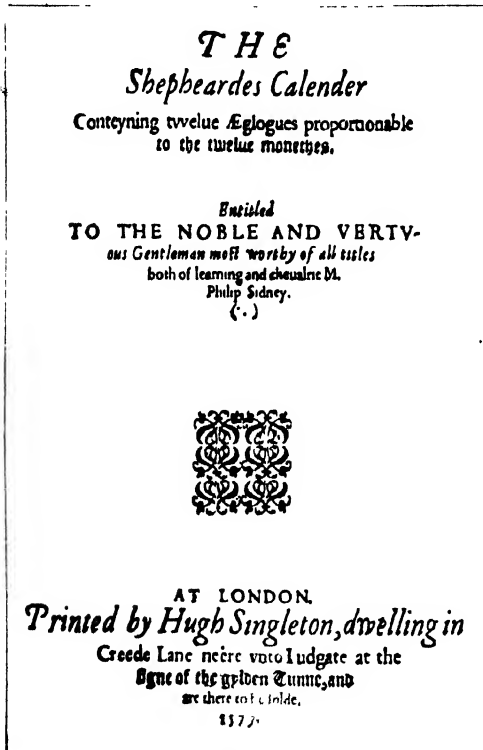 THE
Shepheardes Calender
Conteyning tvvelue Æglogues proportionable
to the twelue monethes.
Entitled
TO THE NOBLE AND VERTV-
ous Gentleman most worthy of all titles
both of learning and cheualrie M.
Philip Sidney.
(∴)
AT LONDON.
Printed by Hugh Singleton, dwelling in
Creede Lane neere vnto Ludgate at the
signe of the gylden Tunne, and
are there to be solde.